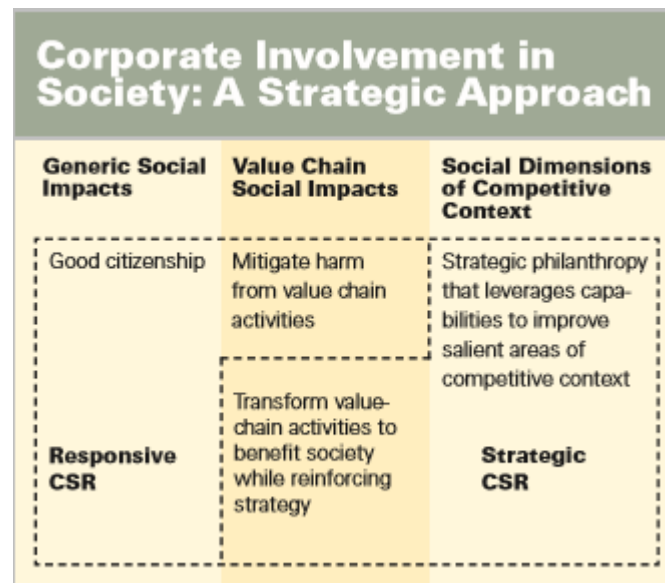 Corporate Involvement in
Society: A Strategic Approach
Generic Social
Impacts
Value Chain
Social Impacts
Social Dimensions
of Competitive
Context
Good citizenship
Mitigate harm
from value chain
activities
Strategic philanthropy
that leverages capa-
bilities to improve
salient areas of
competitive context
Transform value-
chain activities to
benefit society
while reinforcing
strategy
Responsive
CSR
Strategic
CSR